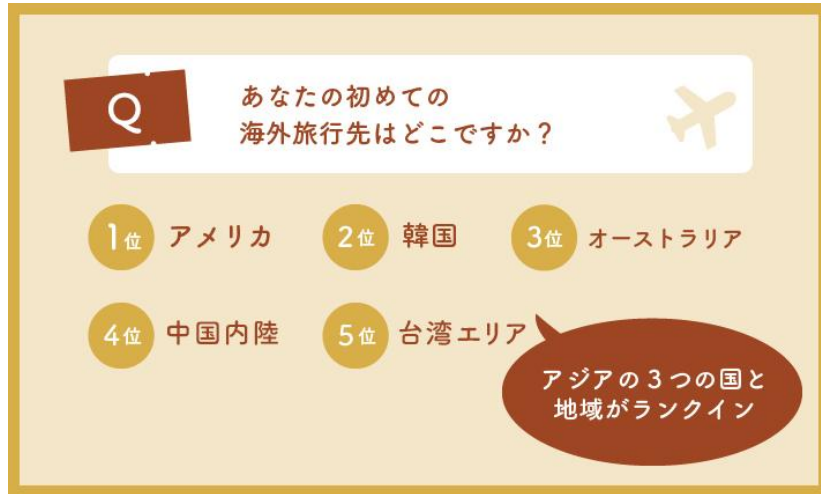 Q
あなたの初めての
海外旅行先はどこですか？
1位 アメリカ
2位 韓国
3位 オーストラリア
4位 中国内陸
5位 台湾エリア
アジアの3つの国と
地域がランクイン